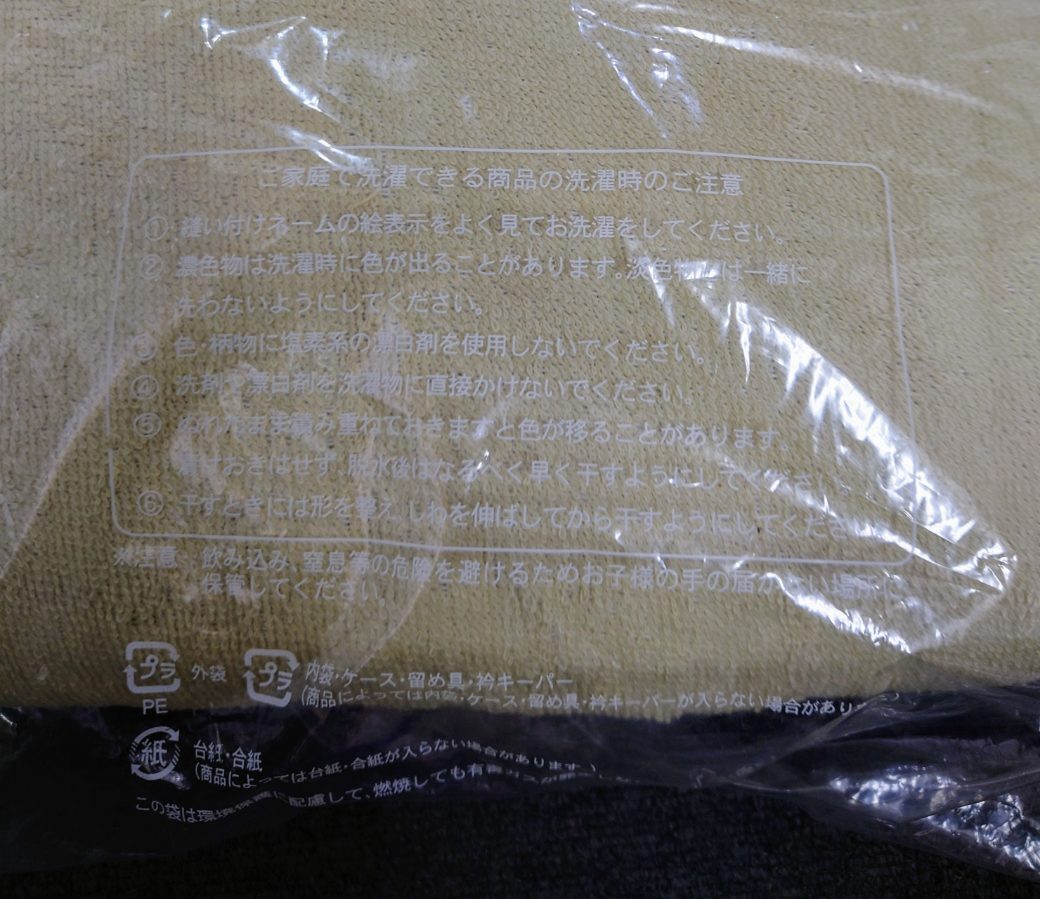 ご家庭で洗濯できる商品の洗濯時のご注意
① 縫い付けネームの絵表示をよく見てお洗濯をしてください。
② 濃色物は洗濯時に色が出ることがあります。淡色物とは一緒に
洗わないようにしてください。
③ 色・柄物に塩素系の漂白剤を使用しないでください。
④ 洗剤や漂白剤を洗濯物に直接かけないでください。
⑤ ぬれたまま積み重ねておきますと色が移ることがあります。
おきはせず、脱水後はなるべく早く干すようにしてください。
⑥ 干すときには形を整え、しわを伸ばしてから干すようにしてください
※注意 飲み込み、窒息等の危険を避けるためお子様の手の届かない場所に
保管してください。
プラ 外袋 プラ 内袋・ケース・留め具・衿キーパー
PE (商品によっては内袋・ケース・留め具・衿キーパーが入らない場合があり
紙 台紙・合紙
(商品によっては台紙・合紙が入らない場合があります。)
この袋は環境保護に配慮して、燃焼しても有害ガスが